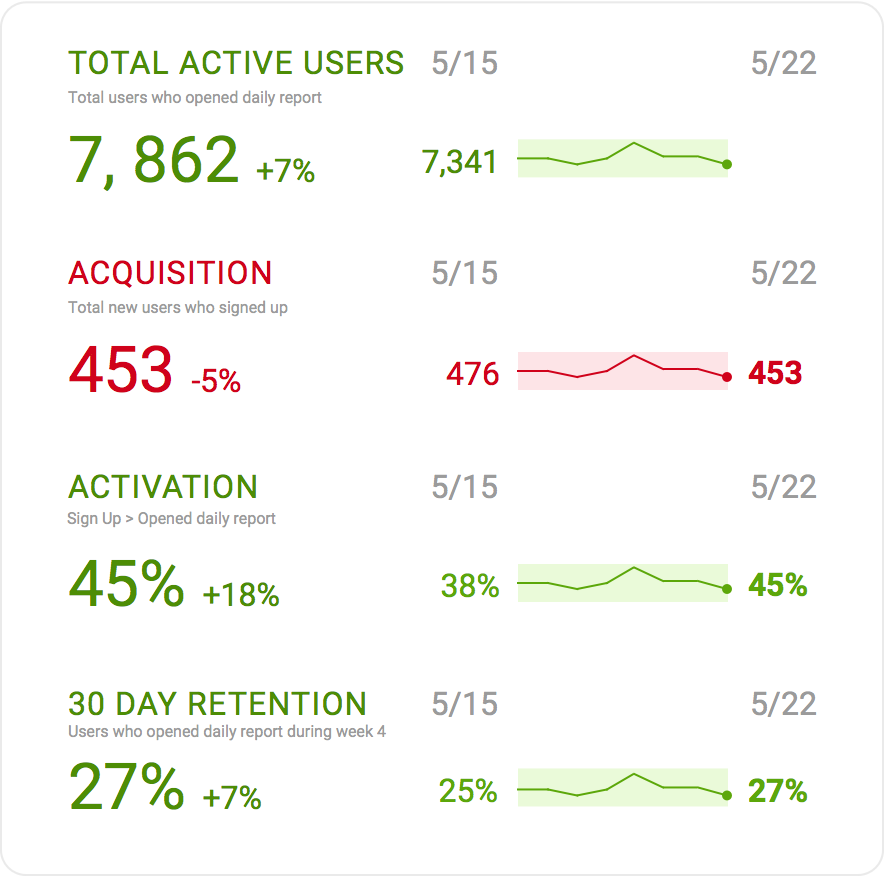 TOTAL ACTIVE USERS 5/15 5/22
Total users who opened daily report
7, 862 +7% 7,341
ACQUISITION 5/15 5/22
Total new users who signed up
453 -5% 476 453
ACTIVATION 5/15 5/22
Sign Up > Opened daily report
45% +18% 38% 45%
30 DAY RETENTION 5/15 5/22
Users who opened daily report during week 4
27% +7% 25% 27%